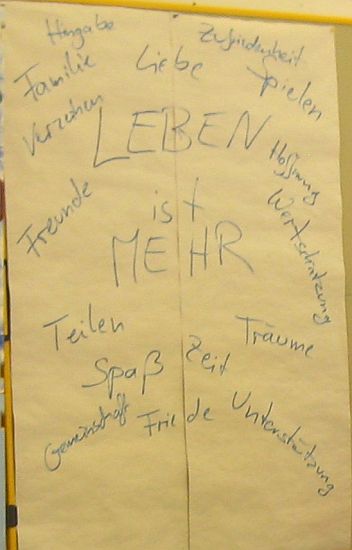 Hingabe
Zufriedenheit
Familie
Liebe
Spielen
Verzeihen
LEBEN
Hoffnung
Freunde
ist
Wertschätzung
MEHR
Teilen
Träume
Spaß
Zeit
Gemeinschaft
Friede
Unterstützung